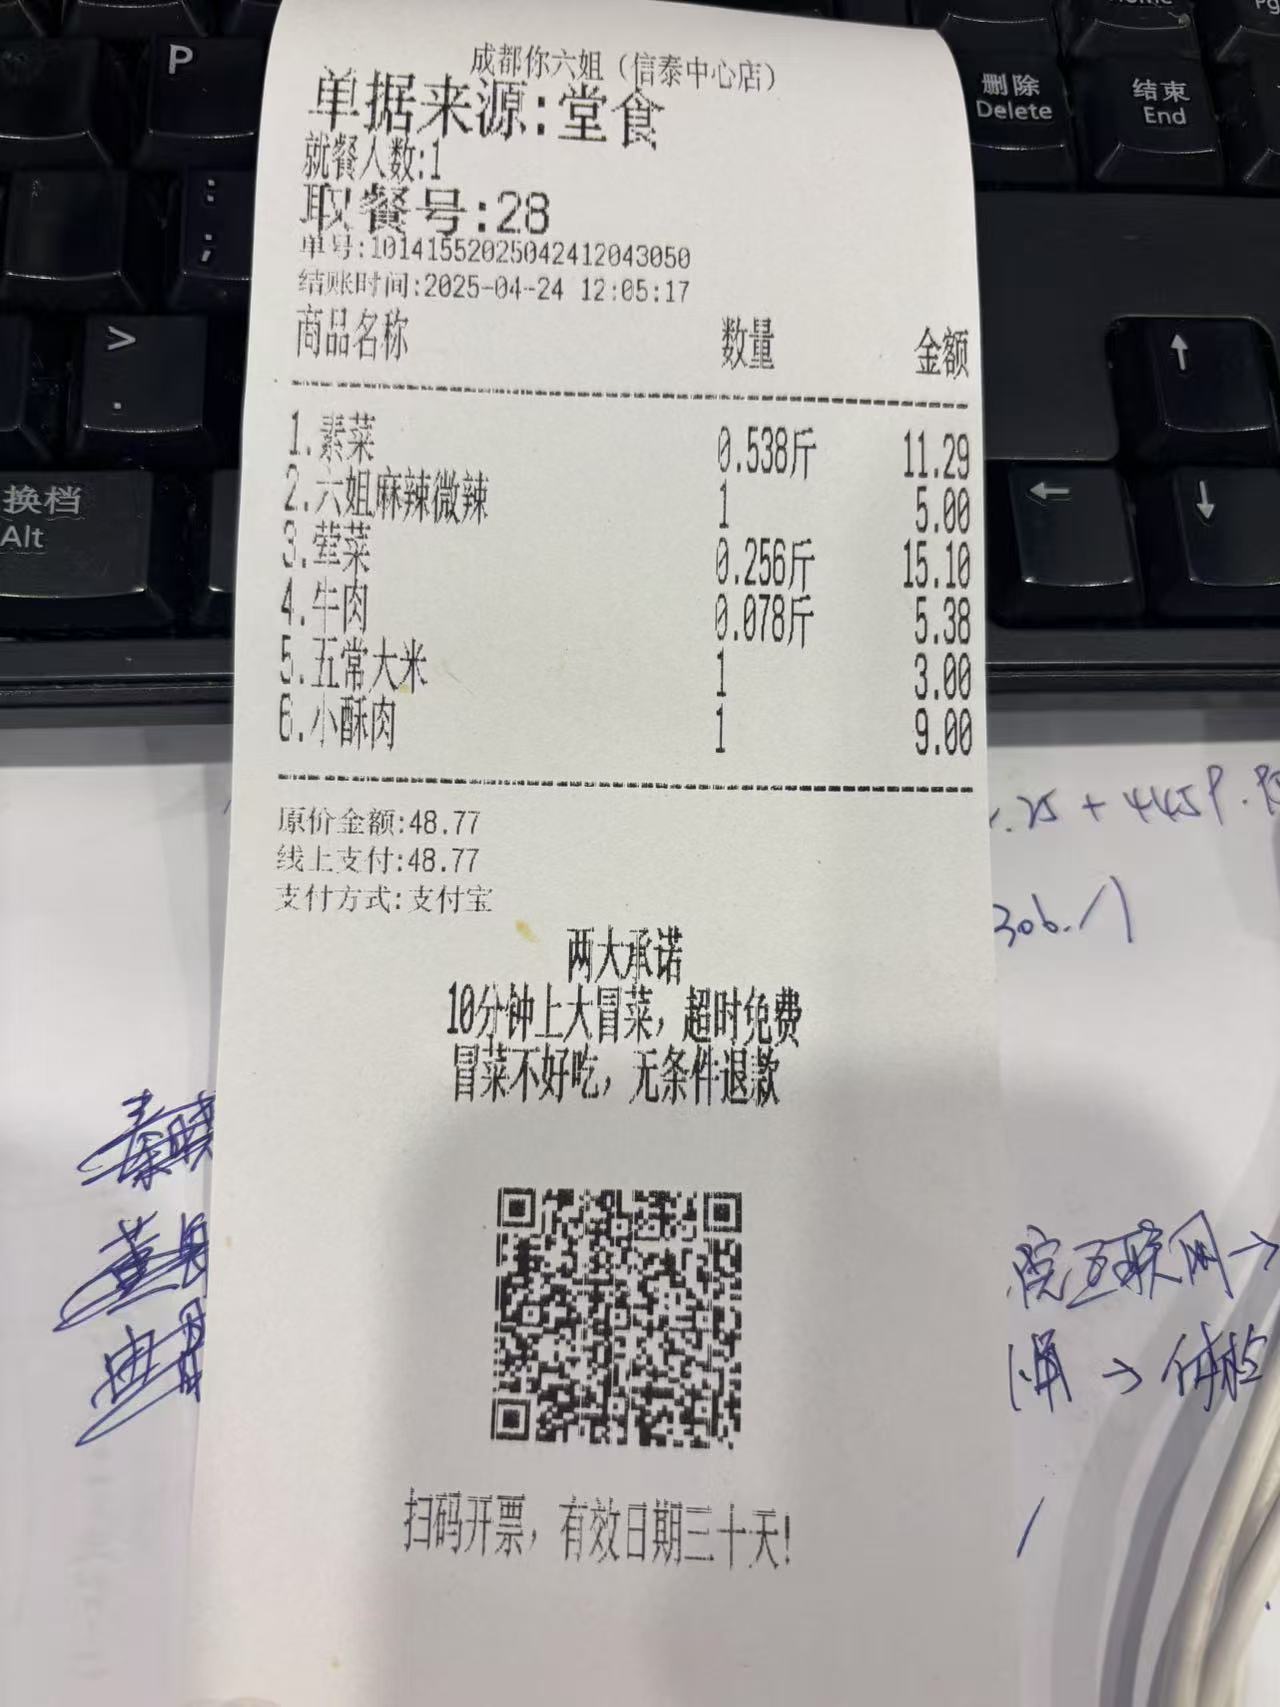 成都你六姐（信泰中心店）
单据来源:堂食
就餐人数:1
取餐号:28
单号:101415520250424120430 50
结账时间:2025-04-24 12:05:17
商品名称 数量 金额
1.素菜 0.538斤 11.29
2.六姐麻辣微辣 1 5.00
3.荤菜 0.256斤 15.10
4.牛肉 0.078斤 5.38
5.五常大米 1 3.00
6.小酥肉 1 9.00
原价金额:48.77
线上支付:48.77
支付方式:支付宝
两大承诺
10分钟上大冒菜，超时免费
冒菜不好吃，无条件退款
扫码开票，有效日期三十天!
P
删除
Delete
结束
End
换档
Alt
院互联网→
→体检